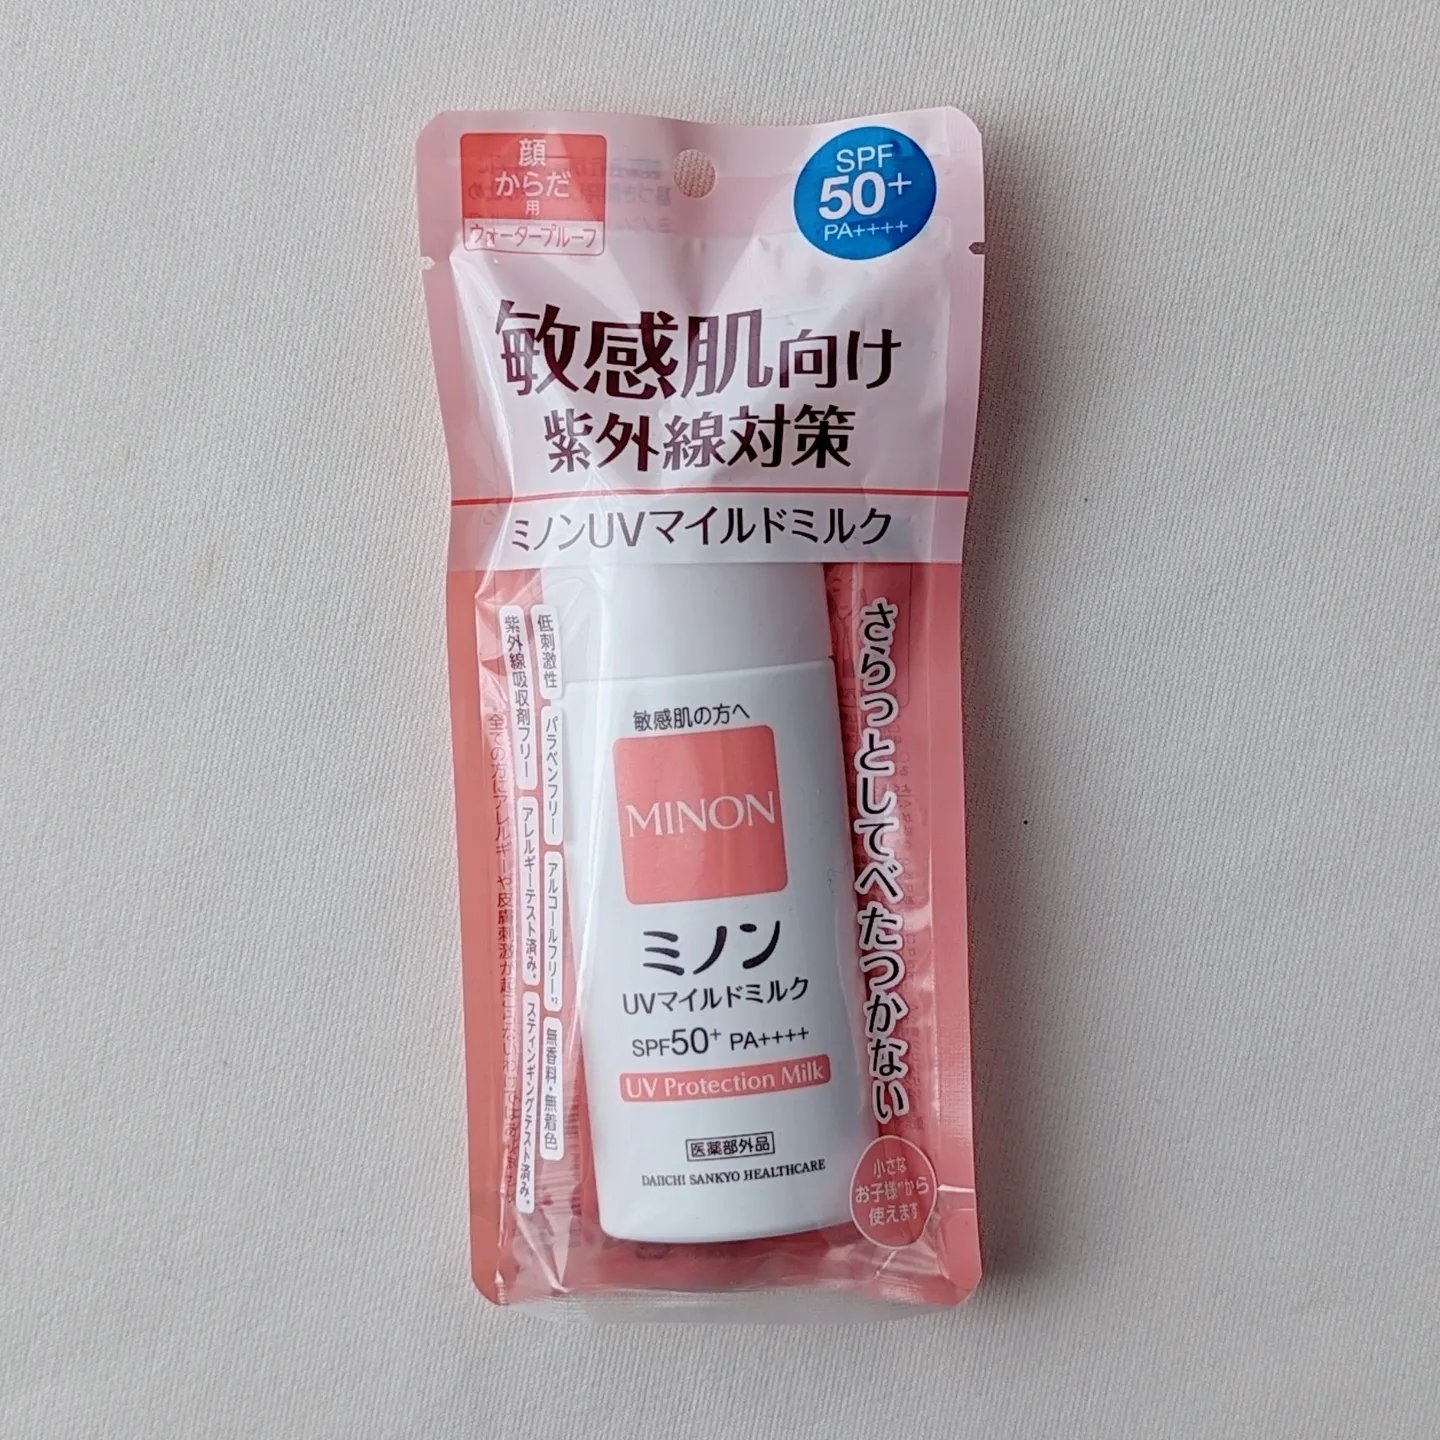 顔
からだ
用
ウォータープルーフ
SPF
50+
PA++++
敏感肌向け
紫外線対策
ミノンUVマイルドミルク
低刺激性
パラベンフリー
アルコールフリー*2
無香料・無着色
紫外線吸収剤フリー
アレルギーテスト済み*
スティンギングテスト済み*
さらっとしてべたつかない
敏感肌の方へ
MINON
ミノン
UVマイルドミルク
SPF50+ PA++++
UV Protection Milk
医薬部外品
DAIICHI SANKYO HEALTHCARE
小さな
お子様*1から
使えます